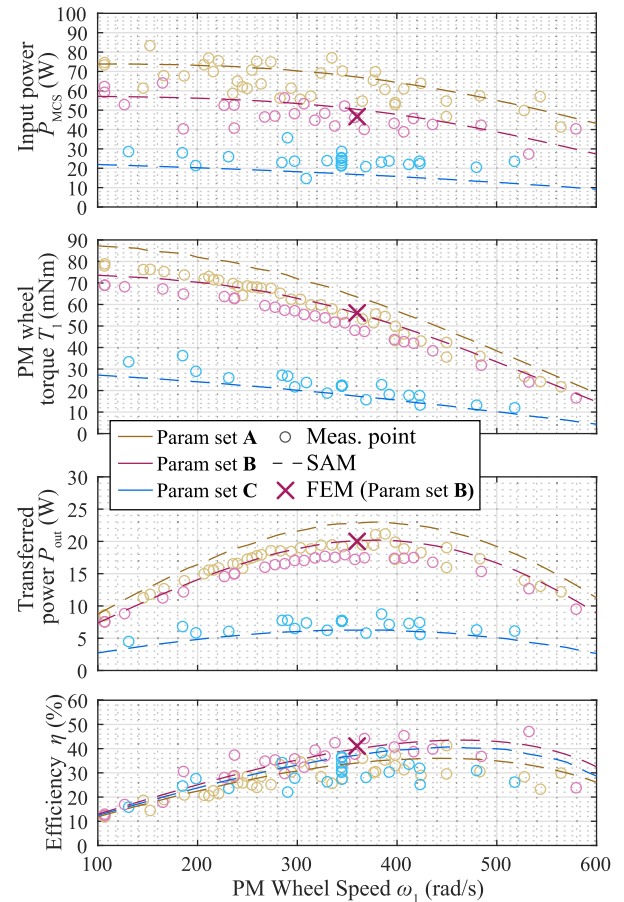 Input power
P_MCS (W)
100
90
80
70
60
50
40
30
20
10
0
PM wheel
torque T_1 (mNm)
90
80
70
60
50
40
30
20
10
0
Param set A
Meas. point
Param set B
SAM
Param set C
FEM (Param set B)
Transferred
power P_out (W)
30
25
20
15
10
5
0
Efficiency η (%)
60
50
40
30
20
10
0
100 200 300 400 500 600
PM Wheel Speed ω_1 (rad/s)